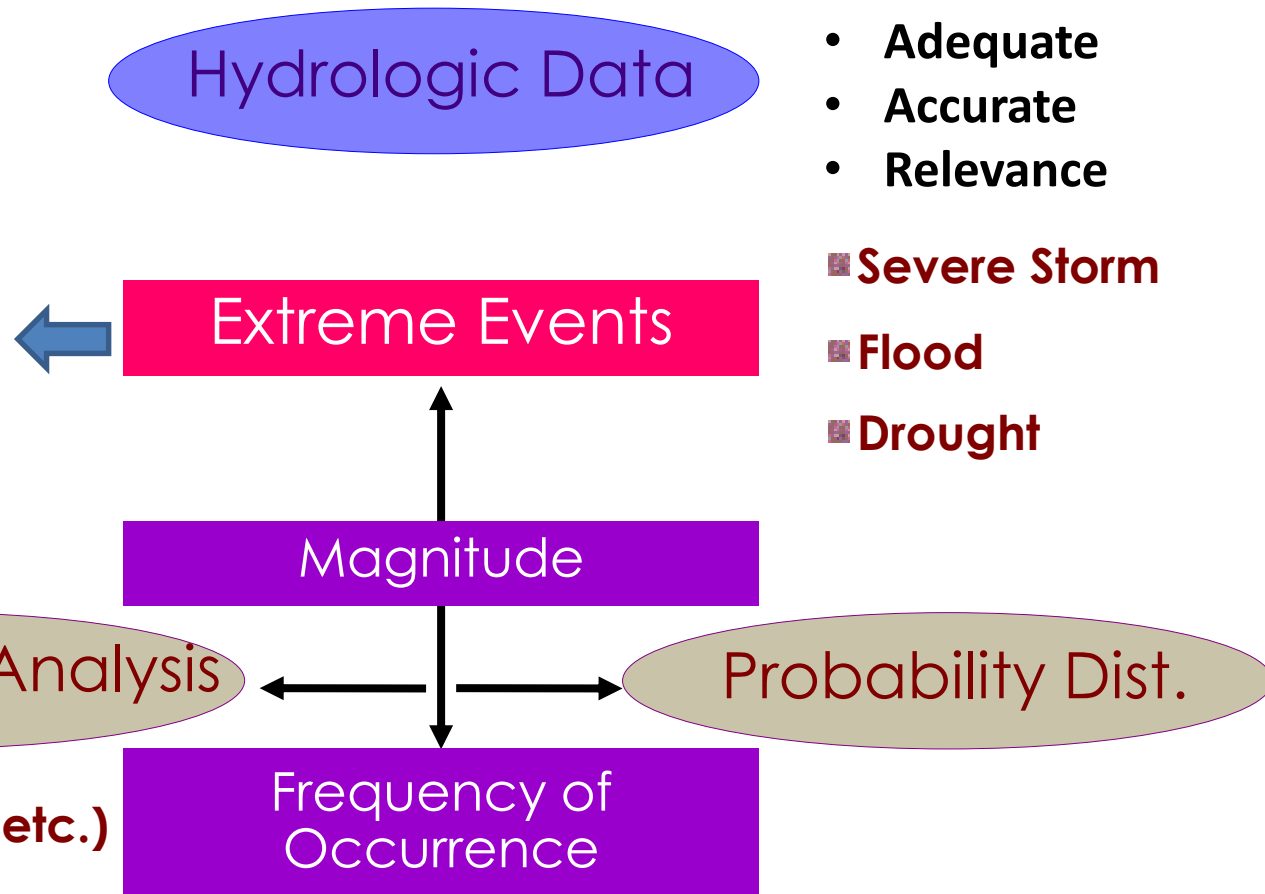 Hydrologic Data
• Adequate
• Accurate
• Relevance
Severe Storm
Extreme Events
Flood
Drought
Magnitude
Analysis
Probability Dist.
Frequency of
Occurrence
etc.)